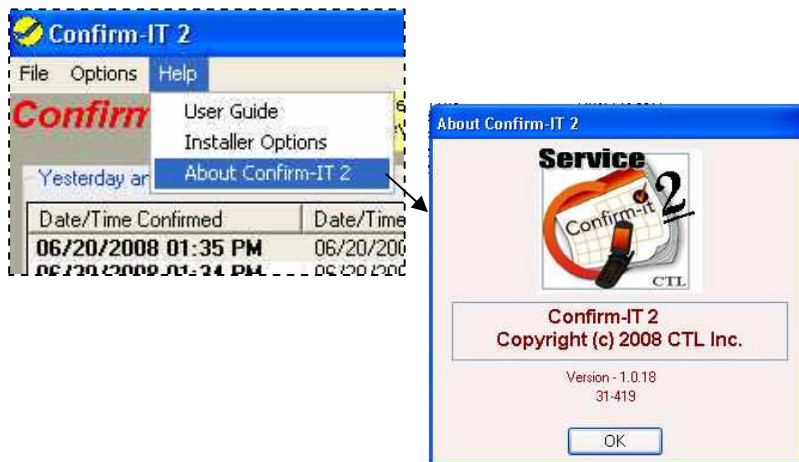 Confirm-IT 2
File Options Help
Confirm
User Guide
Installer Options
About Confirm-IT 2
Yesterday an
Date/Time Confirmed Date/Time
06/20/2008 01:35 PM 06/20/200
About Confirm-IT 2
Service
Confirm-it
2
CTL
Confirm-IT 2
Copyright (c) 2008 CTL Inc.
Version - 1.0.18
31-419
OK